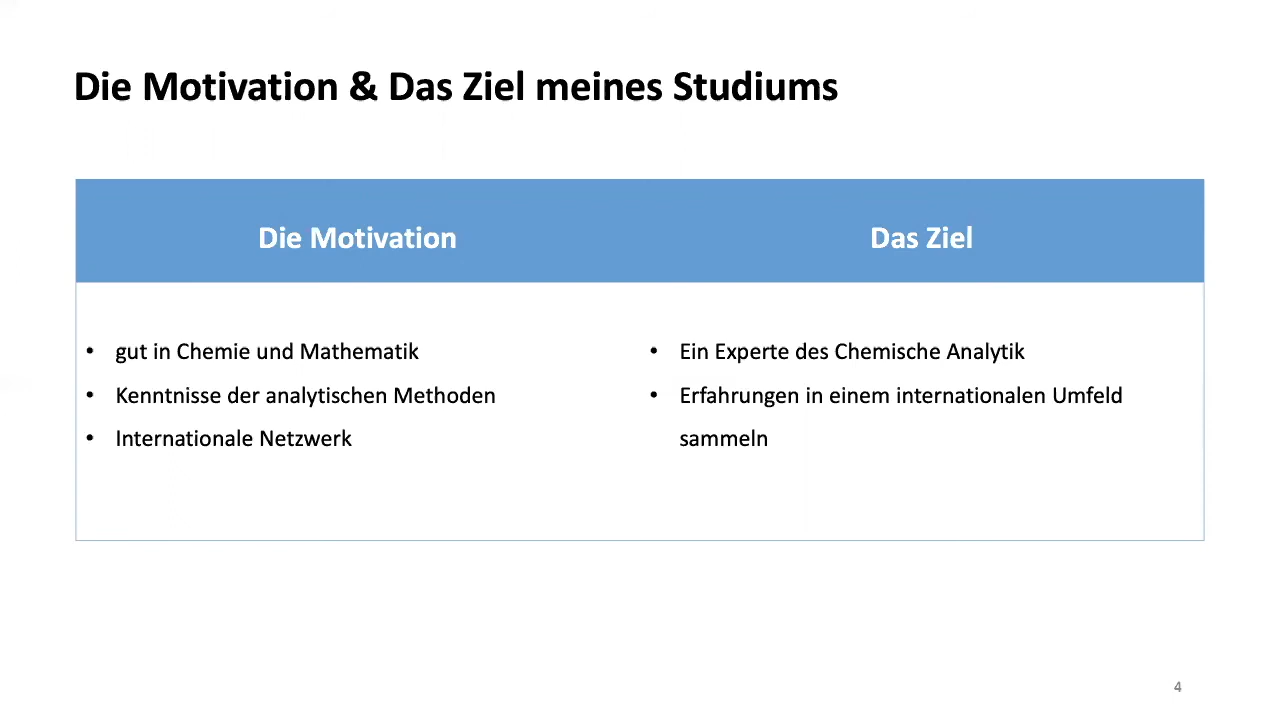 Die Motivation & Das Ziel meines Studiums
Die Motivation
Das Ziel
• gut in Chemie und Mathematik
• Kenntnisse der analytischen Methoden
• Internationale Netzwerk
• Ein Experte des Chemische Analytik
• Erfahrungen in einem internationalen Umfeld
sammeln
4